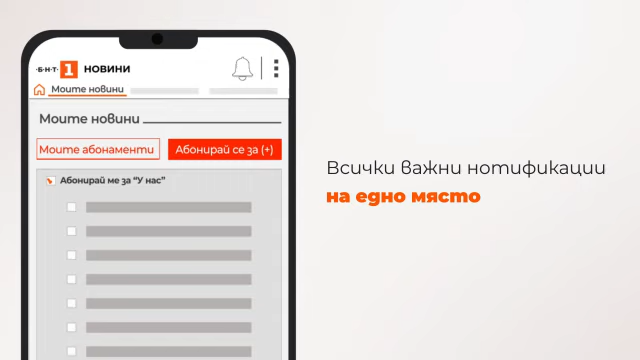 ·Б·Н·Т· 1 НОВИНИ
Моите новини
Моите новини
Моите абонаменти
Абонирай се за (+)
Абонирай ме за “У нас”
Всички важни нотификации
на едно място